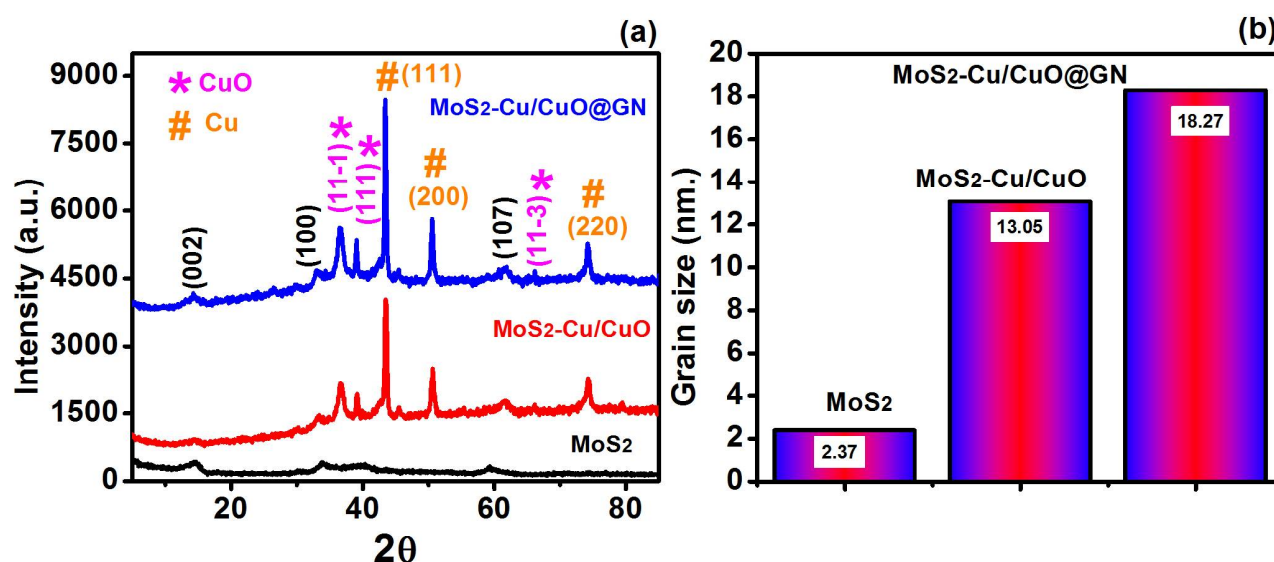 (a)
9000
7500
6000
4500
3000
1500
0
Intensity (a.u.)
* CuO
# Cu
# (111)
MoS2-Cu/CuO@GN
(002)
(100)
(11-1) *
(111) *
#
(200)
(107)
(11-3) *
#
(220)
MoS2-Cu/CuO
MoS2
20 40 60 80
2θ
(b)
20
18
16
14
12
10
8
6
4
2
0
Grain size (nm.)
MoS2-Cu/CuO@GN
18.27
MoS2-Cu/CuO
13.05
MoS2
2.37